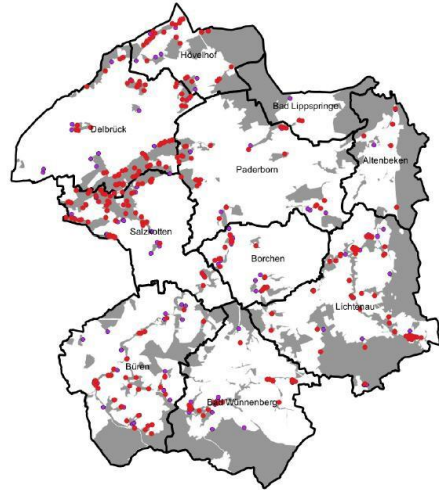 Hövelhof
Bad Lippspringe
Delbrück
Altenbeken
Paderborn
Salzkotten
Borchen
Lichtenau
Büren
Bad Wünnenberg